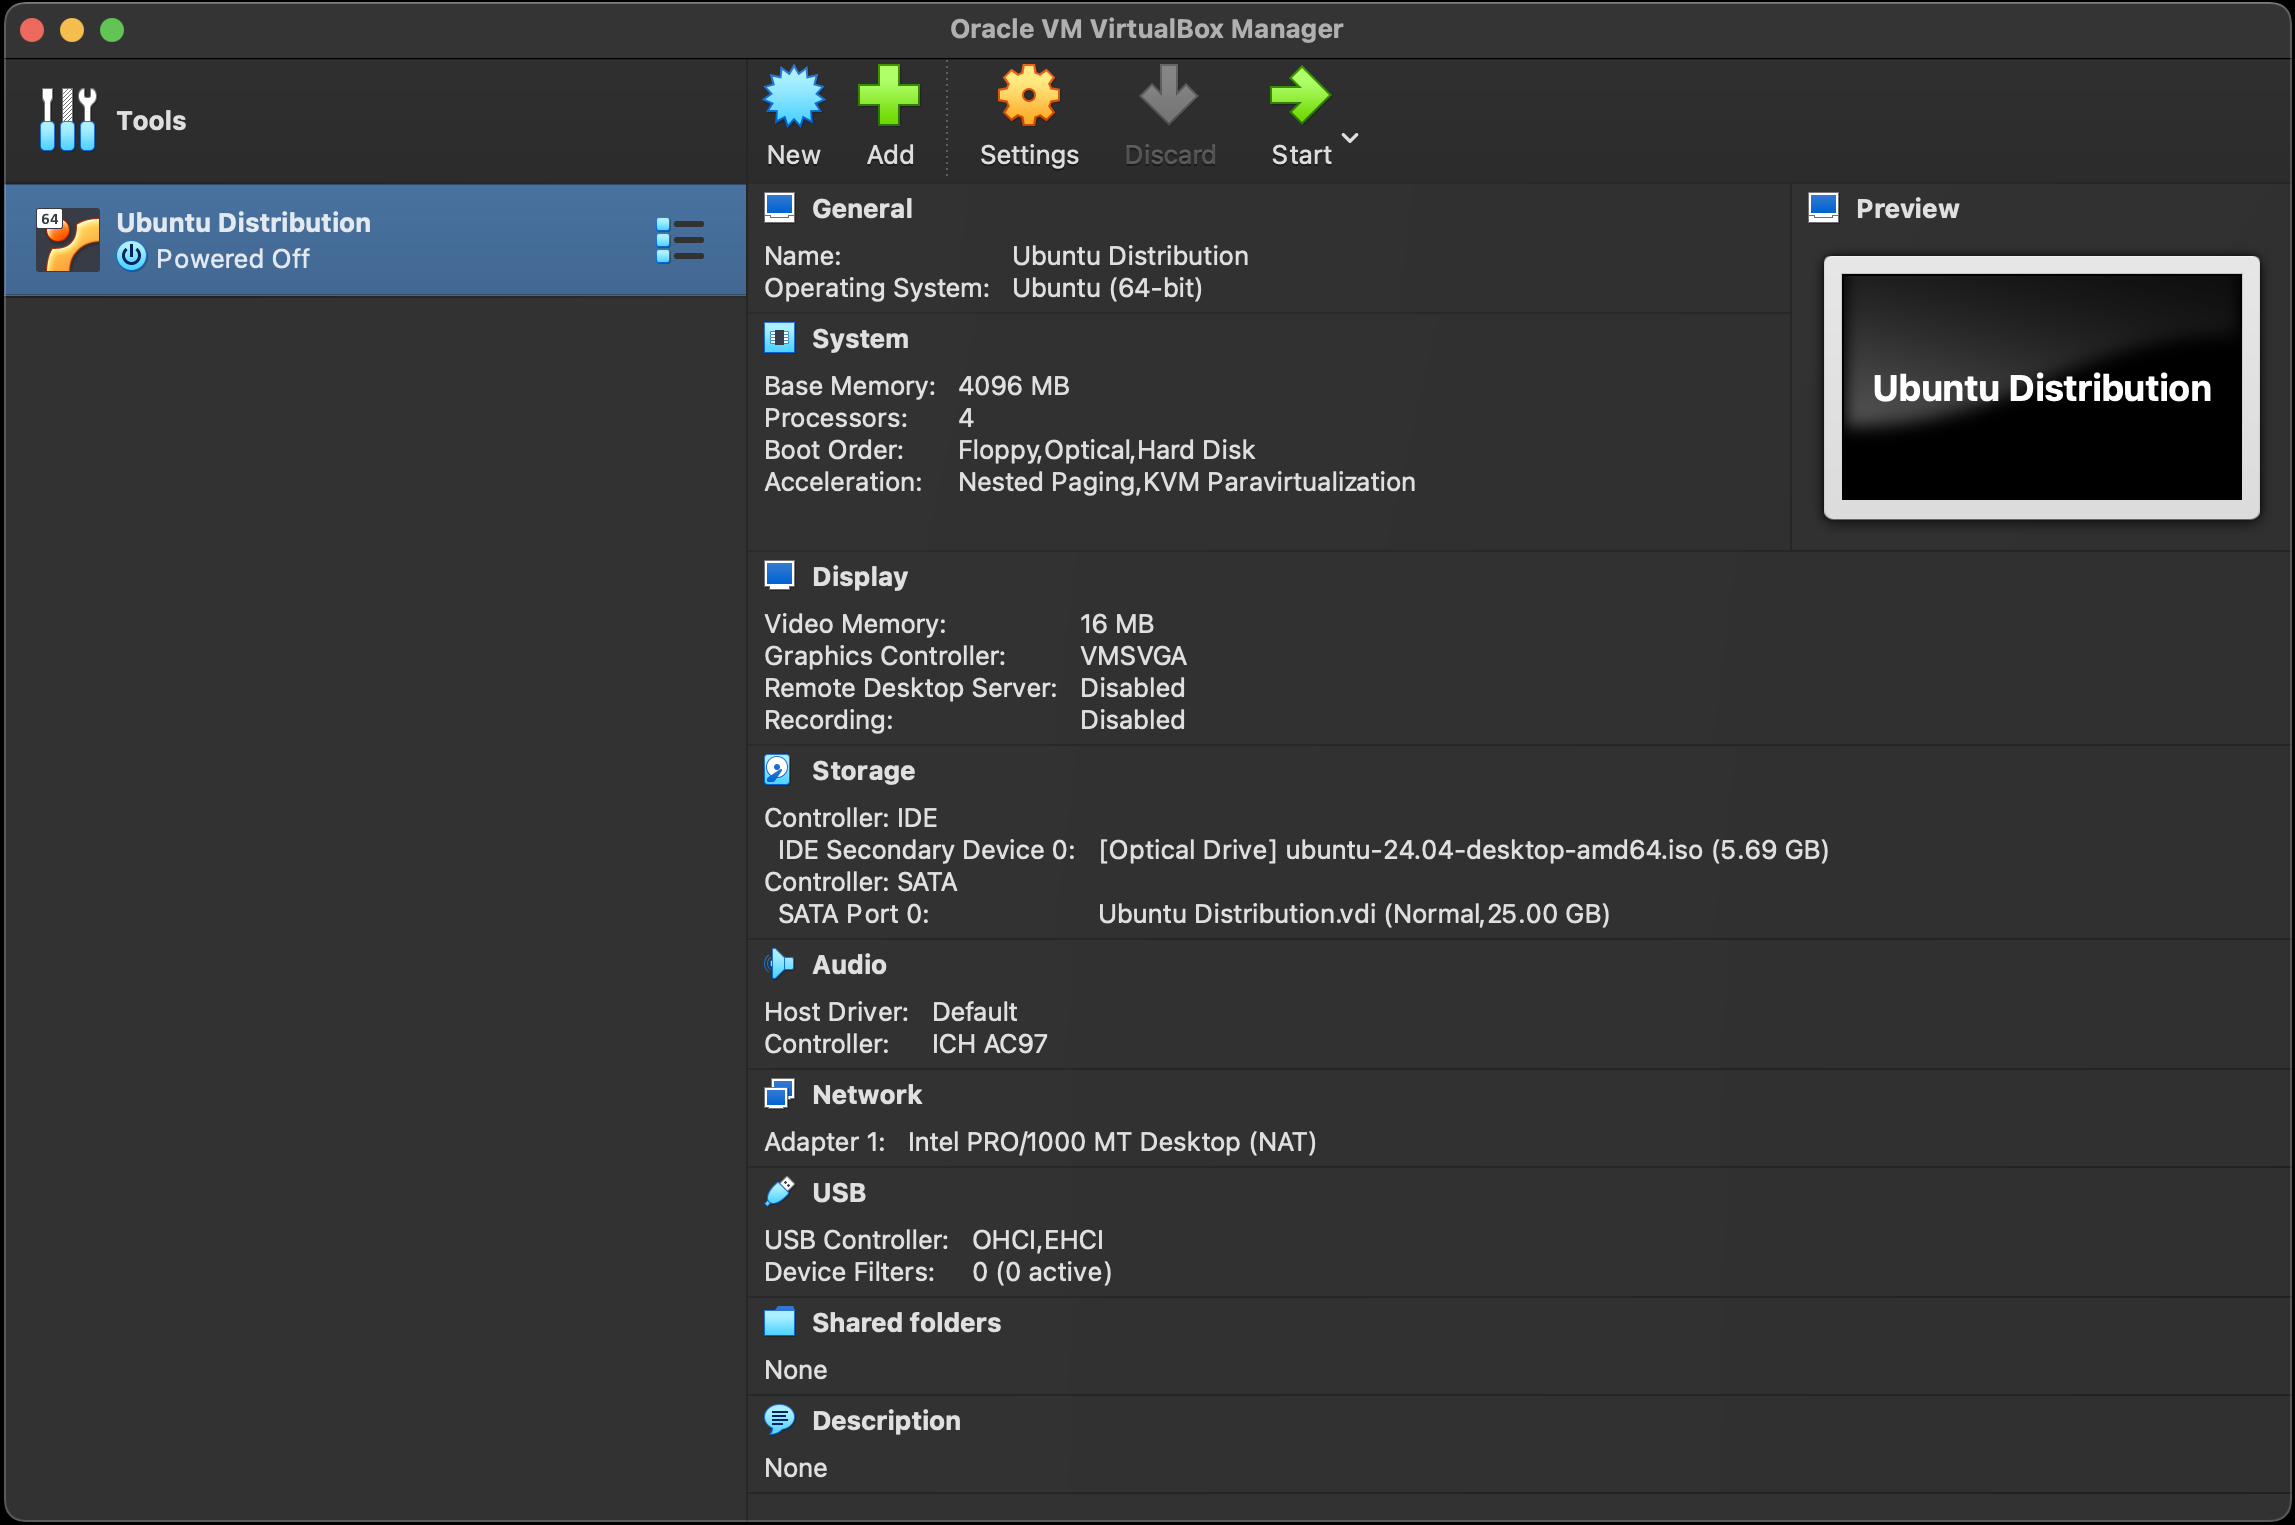 Oracle VM VirtualBox Manager
Tools
New Add Settings Discard Start
64
Ubuntu Distribution
Powered Off
General
Name: Ubuntu Distribution
Operating System: Ubuntu (64-bit)
Preview
Ubuntu Distribution
System
Base Memory: 4096 MB
Processors: 4
Boot Order: Floppy,Optical,Hard Disk
Acceleration: Nested Paging,KVM Paravirtualization
Display
Video Memory: 16 MB
Graphics Controller: VMSVGA
Remote Desktop Server: Disabled
Recording: Disabled
Storage
Controller: IDE
IDE Secondary Device 0: [Optical Drive] ubuntu-24.04-desktop-amd64.iso (5.69 GB)
Controller: SATA
SATA Port 0: Ubuntu Distribution.vdi (Normal,25.00 GB)
Audio
Host Driver: Default
Controller: ICH AC97
Network
Adapter 1: Intel PRO/1000 MT Desktop (NAT)
USB
USB Controller: OHCI,EHCI
Device Filters: 0 (0 active)
Shared folders
None
Description
None